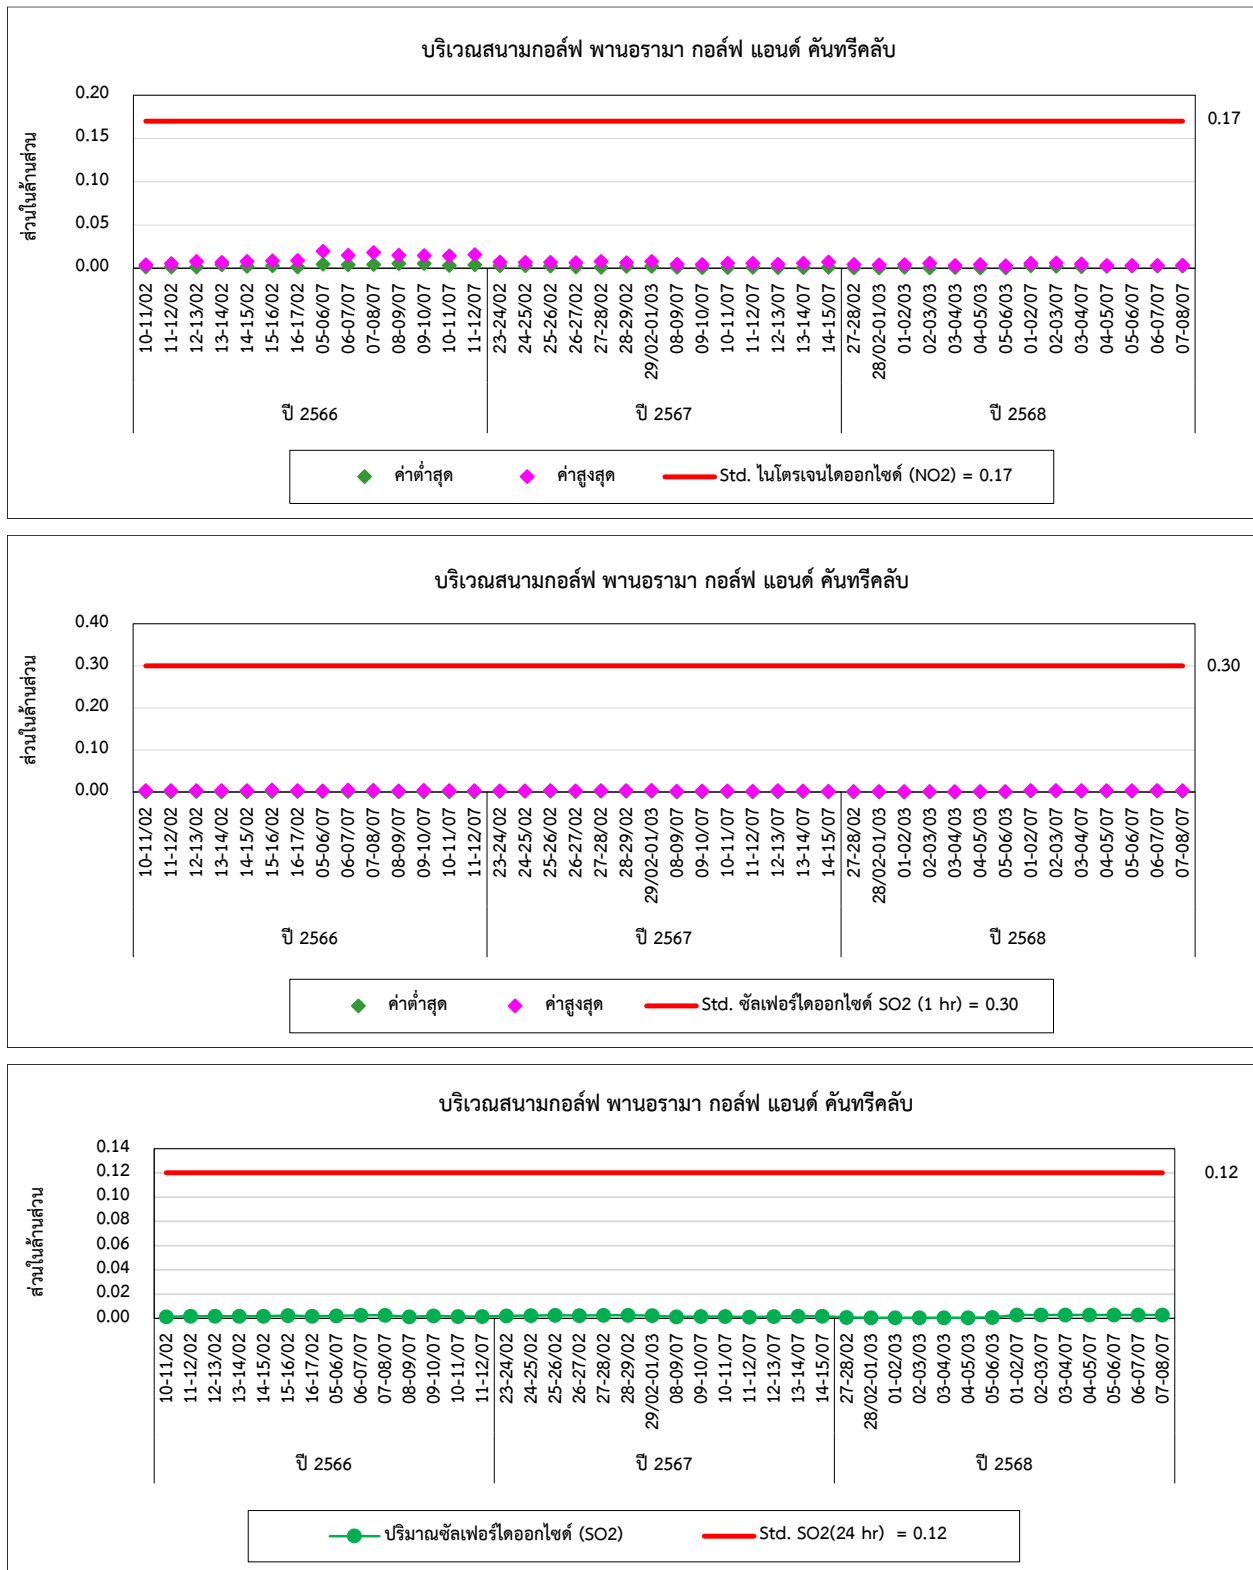 บริเวณสนามกอล์ฟ พานอรามา กอล์ฟ แอนด์ คันทรีคลับ
ส่วนในล้านส่วน
0.20
0.15
0.10
0.05
0.00
0.17
10-11/02 11-12/02 12-13/02 13-14/02 14-15/02 15-16/02 16-17/02 05-06/07 06-07/07 07-08/07 08-09/07 09-10/07 10-11/07 11-12/07 23-24/02 24-25/02 25-26/02 26-27/02 27-28/02 28-29/02 29/02-01/03 08-09/07 09-10/07 10-11/07 11-12/07 12-13/07 13-14/07 14-15/07 27-28/02 28/02-01/03 01-02/03 02-03/03 03-04/03 04-05/03 05-06/03 01-02/07 02-03/07 03-04/07 04-05/07 05-06/07 06-07/07 07-08/07
ปี 2566 ปี 2567 ปี 2568
ค่าต่ำสุด ค่าสูงสุด Std. ไนโตรเจนไดออกไซด์ (NO2) = 0.17
บริเวณสนามกอล์ฟ พานอรามา กอล์ฟ แอนด์ คันทรีคลับ
ส่วนในล้านส่วน
0.40
0.30
0.20
0.10
0.00
0.30
10-11/02 11-12/02 12-13/02 13-14/02 14-15/02 15-16/02 16-17/02 05-06/07 06-07/07 07-08/07 08-09/07 09-10/07 10-11/07 11-12/07 23-24/02 24-25/02 25-26/02 26-27/02 27-28/02 28-29/02 29/02-01/03 08-09/07 09-10/07 10-11/07 11-12/07 12-13/07 13-14/07 14-15/07 27-28/02 28/02-01/03 01-02/03 02-03/03 03-04/03 04-05/03 05-06/03 01-02/07 02-03/07 03-04/07 04-05/07 05-06/07 06-07/07 07-08/07
ปี 2566 ปี 2567 ปี 2568
ค่าต่ำสุด ค่าสูงสุด Std. ซัลเฟอร์ไดออกไซด์ SO2 (1 hr) = 0.30
บริเวณสนามกอล์ฟ พานอรามา กอล์ฟ แอนด์ คันทรีคลับ
ส่วนในล้านส่วน
0.14
0.12
0.10
0.08
0.06
0.04
0.02
0.00
0.12
10-11/02 11-12/02 12-13/02 13-14/02 14-15/02 15-16/02 16-17/02 05-06/07 06-07/07 07-08/07 08-09/07 09-10/07 10-11/07 11-12/07 23-24/02 24-25/02 25-26/02 26-27/02 27-28/02 28-29/02 29/02-01/03 08-09/07 09-10/07 10-11/07 11-12/07 12-13/07 13-14/07 14-15/07 27-28/02 28/02-01/03 01-02/03 02-03/03 03-04/03 04-05/03 05-06/03 01-02/07 02-03/07 03-04/07 04-05/07 05-06/07 06-07/07 07-08/07
ปี 2566 ปี 2567 ปี 2568
ปริมาณซัลเฟอร์ไดออกไซด์ (SO2) Std. SO2(24 hr) = 0.12